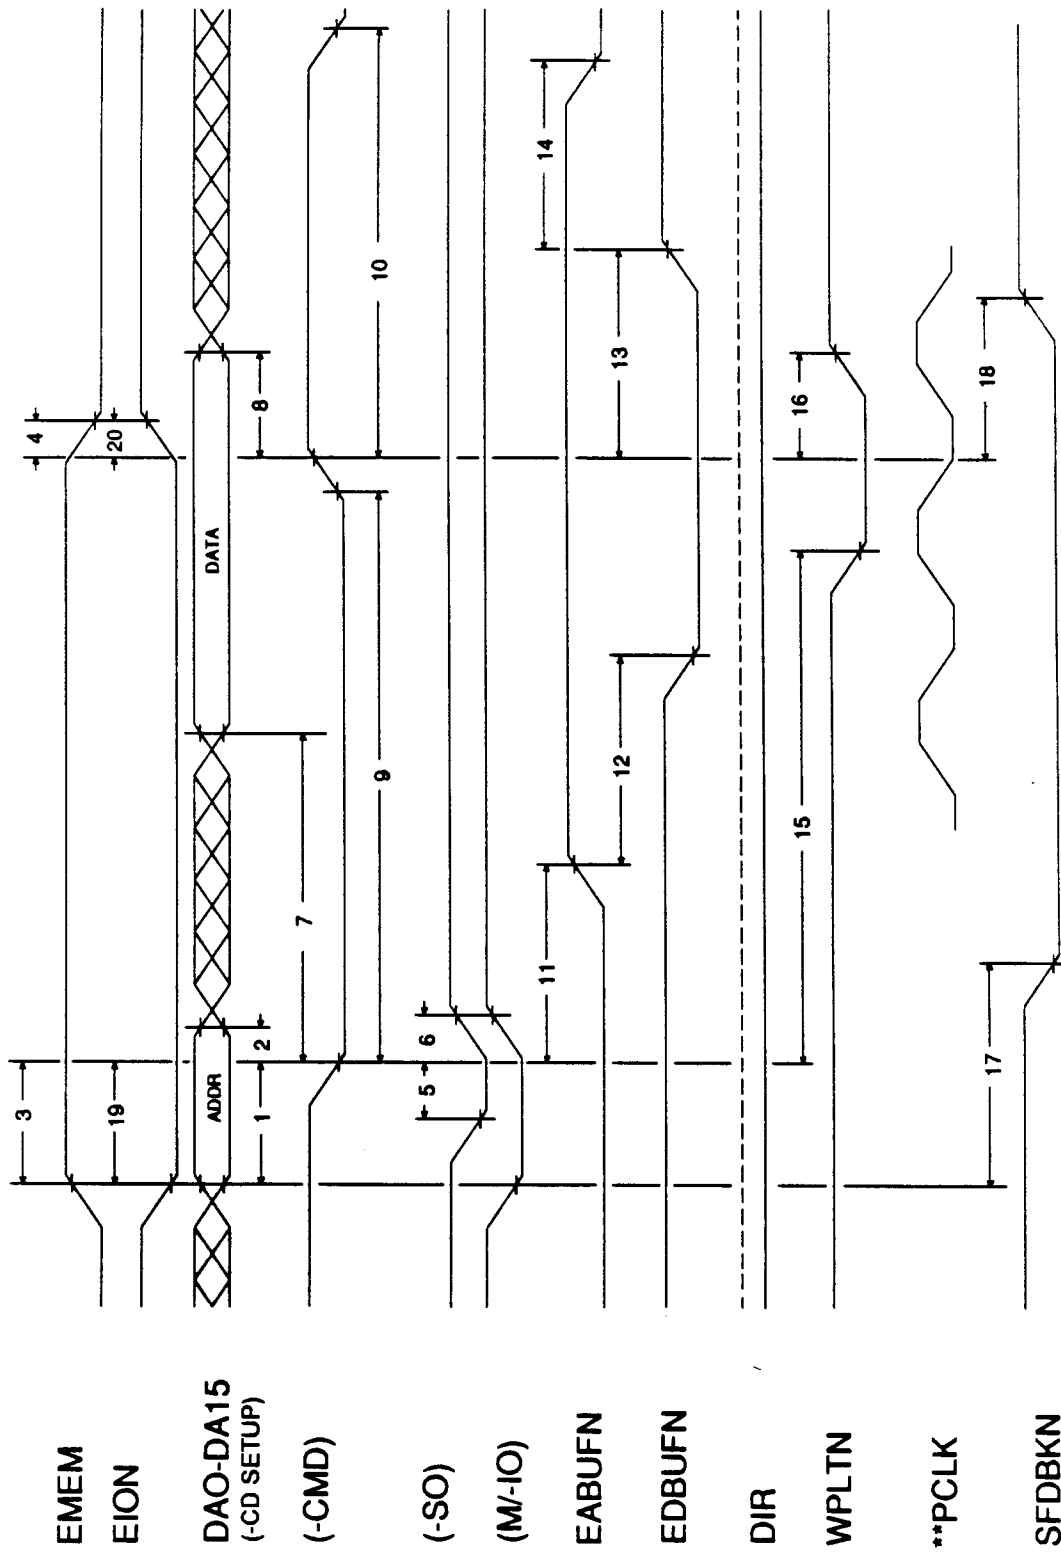 EMEM
3
4
EION
19
20
DAO-DA15
ADDR
DATA
(-CD SETUP)
1
2
8
(-CMD)
7
9
10
(-SO)
5
6
(M/-IO)
EABUFN
11
14
EDBUFN
12
13
DIR
WPLTN
15
16
**PCLK
SFDBKN
17
18